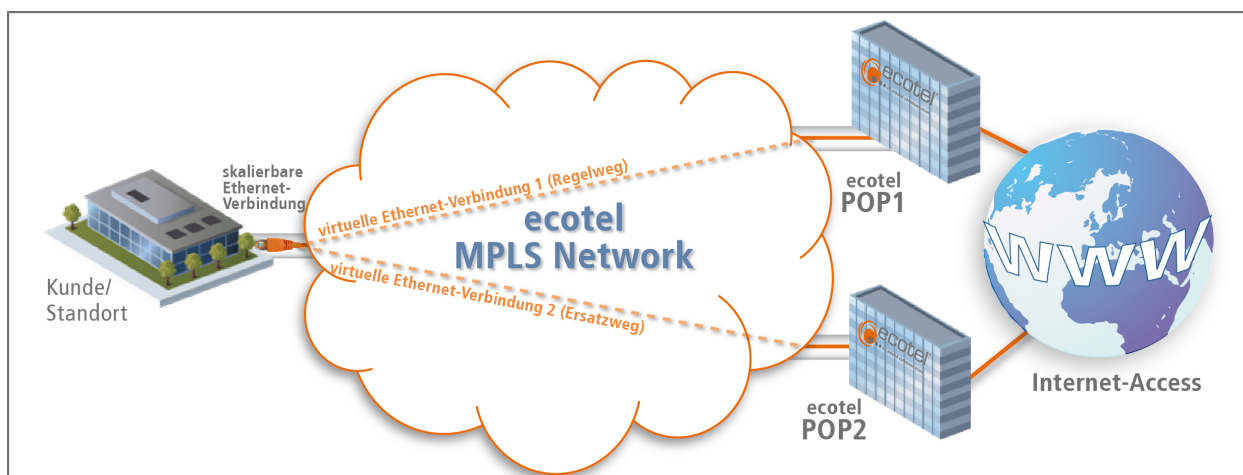 ecotel
skalierbare
Ethernet-
Verbindung
virtuelle Ethernet-Verbindung 1 (Regelweg)
ecotel
POP1
ecotel
MPLS Network
WWW
virtuelle Ethernet-Verbindung 2 (Ersatzweg)
Kunde/
Standort
ecotel
Internet-Access
ecotel
POP2